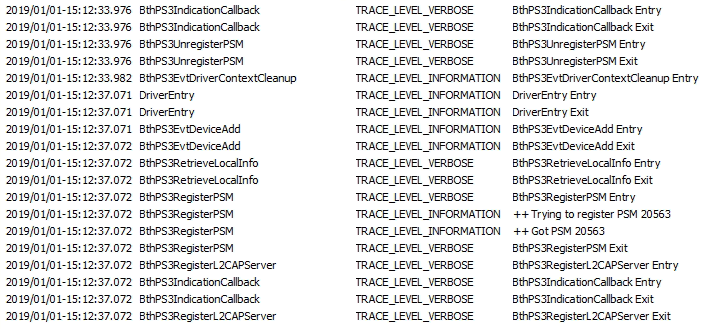 2019/01/01-15:12:33.976 BthPS3IndicationCallback TRACE_LEVEL_VERBOSE BthPS3IndicationCallback Entry
2019/01/01-15:12:33.976 BthPS3IndicationCallback TRACE_LEVEL_VERBOSE BthPS3IndicationCallback Exit
2019/01/01-15:12:33.976 BthPS3UnregisterPSM TRACE_LEVEL_VERBOSE BthPS3UnregisterPSM Entry
2019/01/01-15:12:33.976 BthPS3UnregisterPSM TRACE_LEVEL_VERBOSE BthPS3UnregisterPSM Exit
2019/01/01-15:12:33.982 BthPS3EvtDriverContextCleanup TRACE_LEVEL_INFORMATION BthPS3EvtDriverContextCleanup Entry
2019/01/01-15:12:37.071 DriverEntry TRACE_LEVEL_INFORMATION DriverEntry Entry
2019/01/01-15:12:37.071 DriverEntry TRACE_LEVEL_INFORMATION DriverEntry Exit
2019/01/01-15:12:37.071 BthPS3EvtDeviceAdd TRACE_LEVEL_INFORMATION BthPS3EvtDeviceAdd Entry
2019/01/01-15:12:37.072 BthPS3EvtDeviceAdd TRACE_LEVEL_INFORMATION BthPS3EvtDeviceAdd Exit
2019/01/01-15:12:37.072 BthPS3RetrieveLocalInfo TRACE_LEVEL_VERBOSE BthPS3RetrieveLocalInfo Entry
2019/01/01-15:12:37.072 BthPS3RetrieveLocalInfo TRACE_LEVEL_VERBOSE BthPS3RetrieveLocalInfo Exit
2019/01/01-15:12:37.072 BthPS3RegisterPSM TRACE_LEVEL_VERBOSE BthPS3RegisterPSM Entry
2019/01/01-15:12:37.072 BthPS3RegisterPSM TRACE_LEVEL_INFORMATION ++ Trying to register PSM 20563
2019/01/01-15:12:37.072 BthPS3RegisterPSM TRACE_LEVEL_INFORMATION ++ Got PSM 20563
2019/01/01-15:12:37.072 BthPS3RegisterPSM TRACE_LEVEL_VERBOSE BthPS3RegisterPSM Exit
2019/01/01-15:12:37.072 BthPS3RegisterL2CAPServer TRACE_LEVEL_VERBOSE BthPS3RegisterL2CAPServer Entry
2019/01/01-15:12:37.072 BthPS3IndicationCallback TRACE_LEVEL_VERBOSE BthPS3IndicationCallback Entry
2019/01/01-15:12:37.072 BthPS3IndicationCallback TRACE_LEVEL_VERBOSE BthPS3IndicationCallback Exit
2019/01/01-15:12:37.072 BthPS3RegisterL2CAPServer TRACE_LEVEL_VERBOSE BthPS3RegisterL2CAPServer Exit